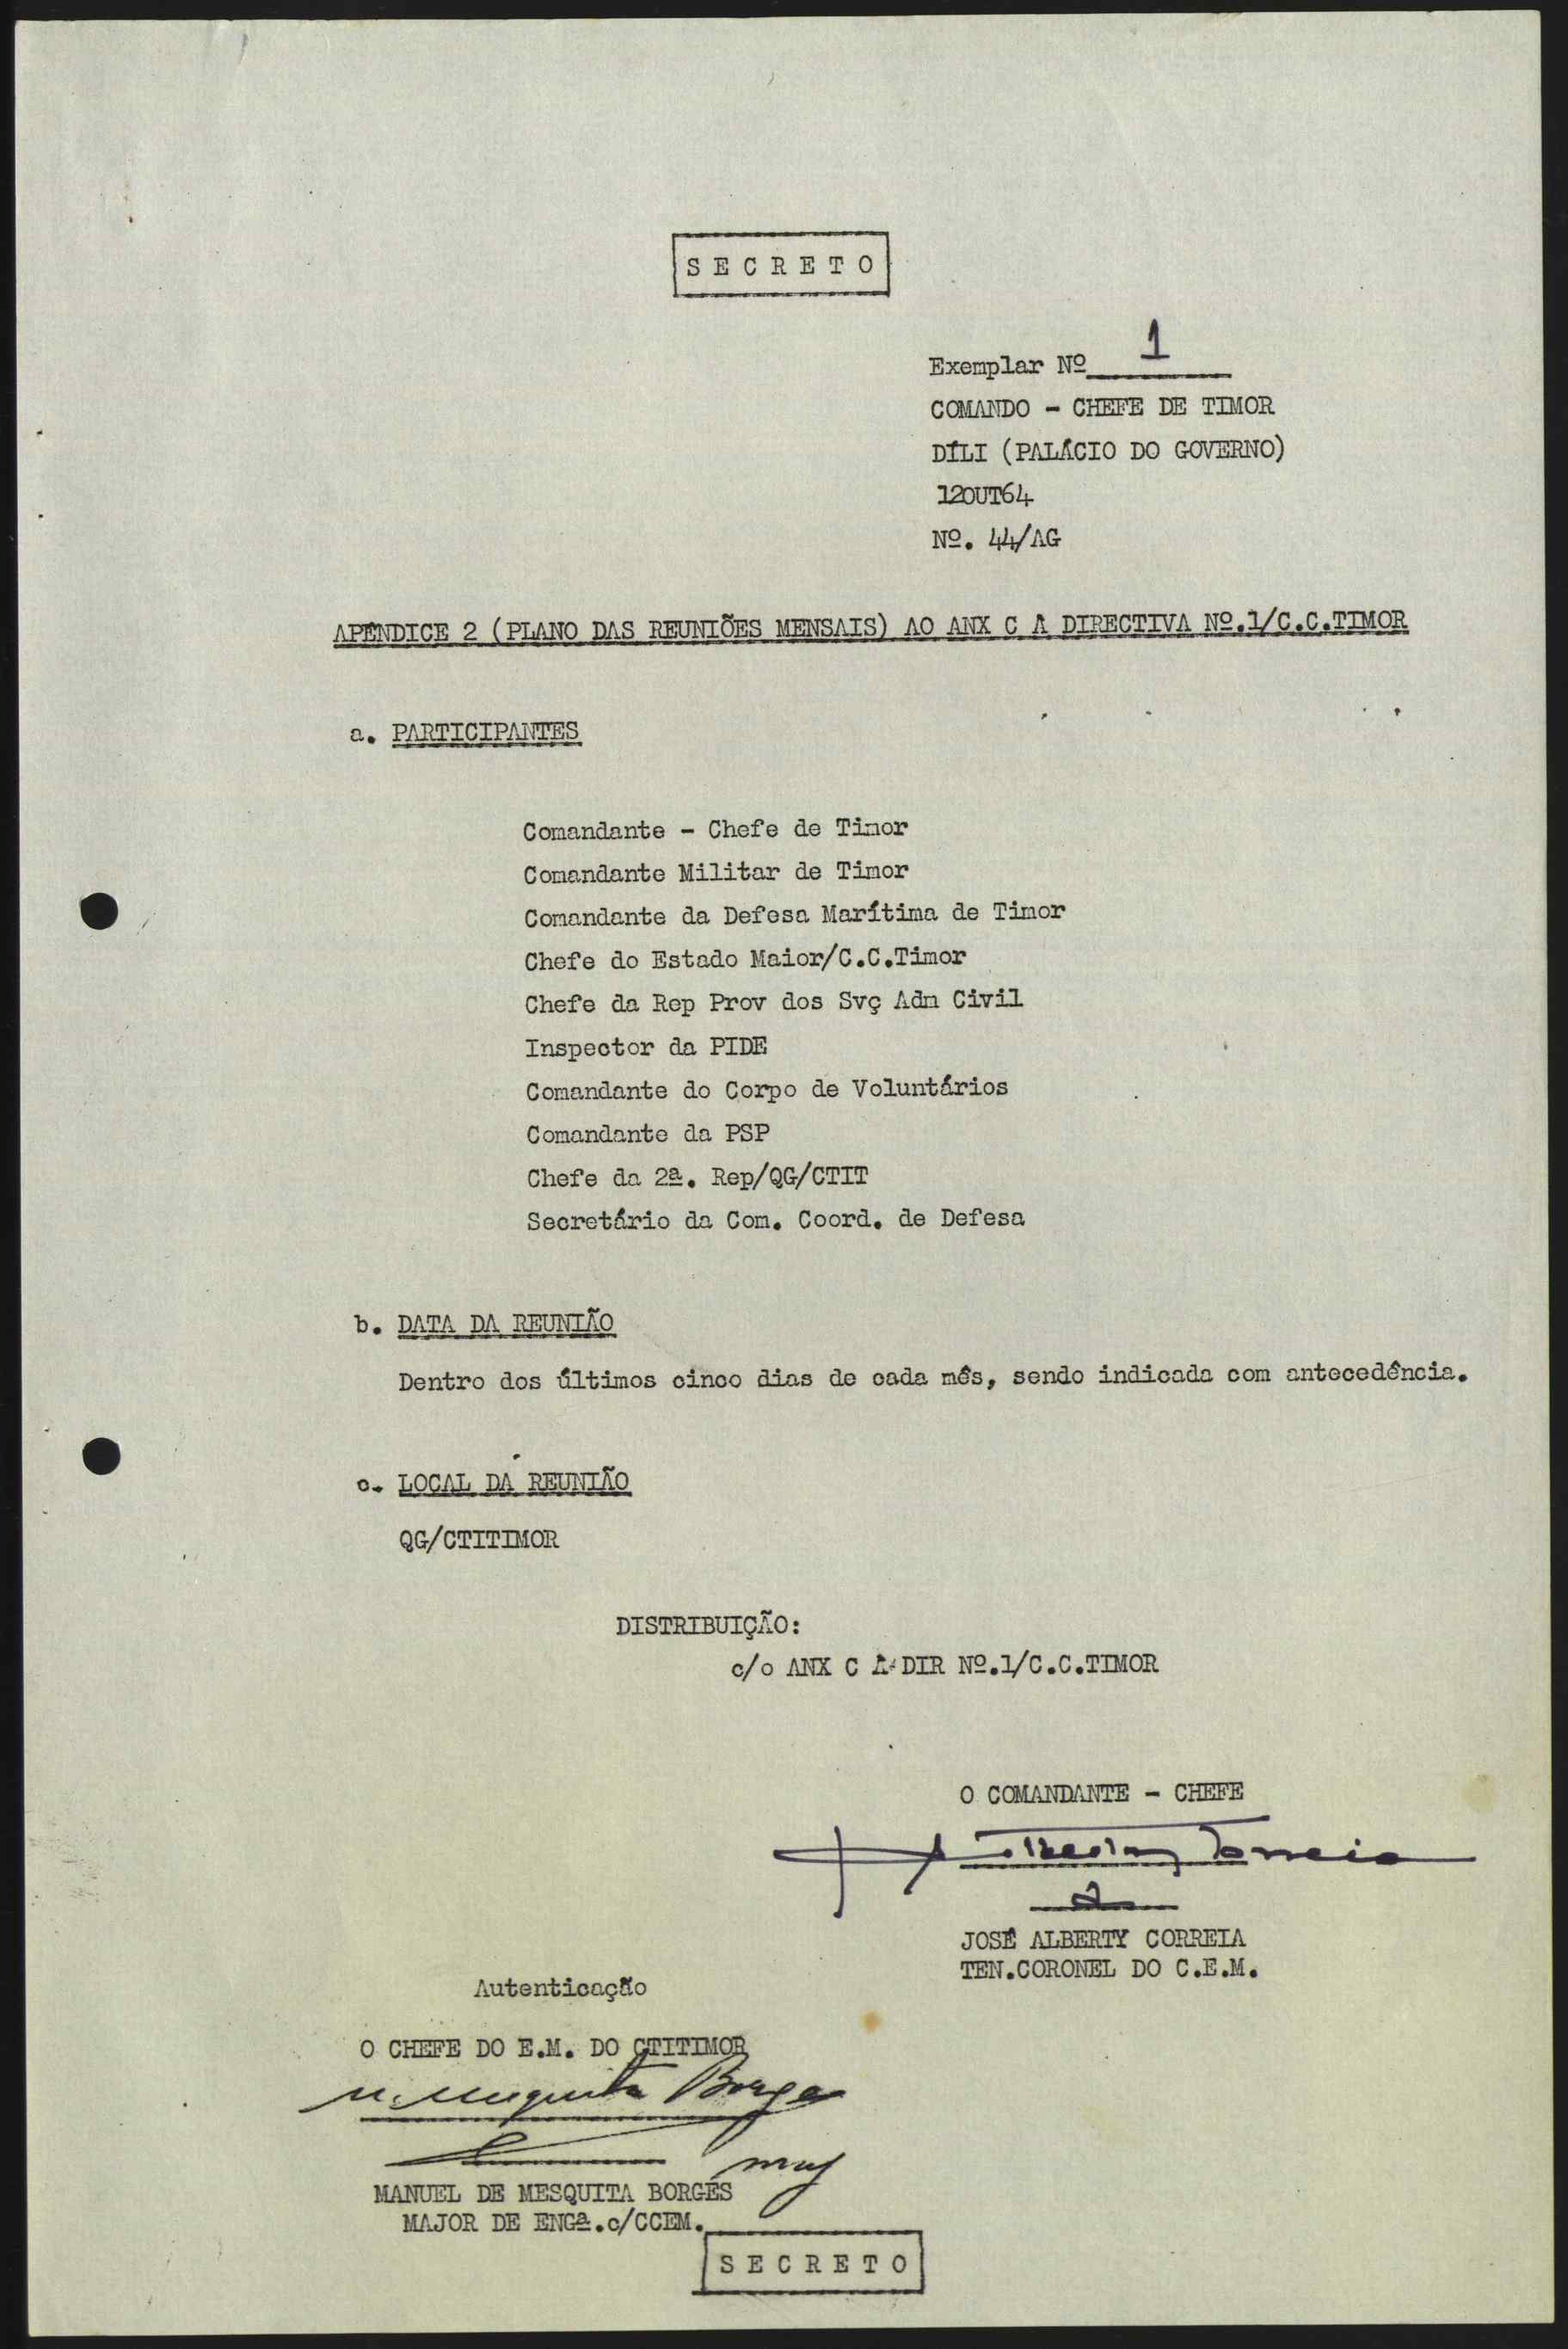 SECRETO
Exemplar Nº 1
COMANDO - CHEFE DE TIMOR
DÍLI (PALÁCIO DO GOVERNO)
12OUT64
Nº. 44/AG
APÊNDICE 2 (PLANO DAS REUNIÕES MENSAIS) AO ANX C À DIRECTIVA Nº.1/C.C.TIMOR
a. PARTICIPANTES
Comandante - Chefe de Timor
Comandante Militar de Timor
Comandante da Defesa Marítima de Timor
Chefe do Estado Maior/C.C.Timor
Chefe da Rep Prov dos Svç Adm Civil
Inspector da PIDE
Comandante do Corpo de Voluntários
Comandante da PSP
Chefe da 2ª. Rep/QG/CTIT
Secretário da Com. Coord. de Defesa
b. DATA DA REUNIÃO
Dentro dos últimos cinco dias de cada mês, sendo indicada com antecedência.
c. LOCAL DA REUNIÃO
QG/CTITIMOR
DISTRIBUIÇÃO:
c/o ANX C À DIR Nº.1/C.C.TIMOR
O COMANDANTE - CHEFE
JOSÉ ALBERTY CORREIA
TEN.CORONEL DO C.E.M.
Autenticação
O CHEFE DO E.M. DO CTITIMOR
M. Mesquita Borges
MANUEL DE MESQUITA BORGES
MAJOR DE ENGª.c/CCEM.
SECRETO